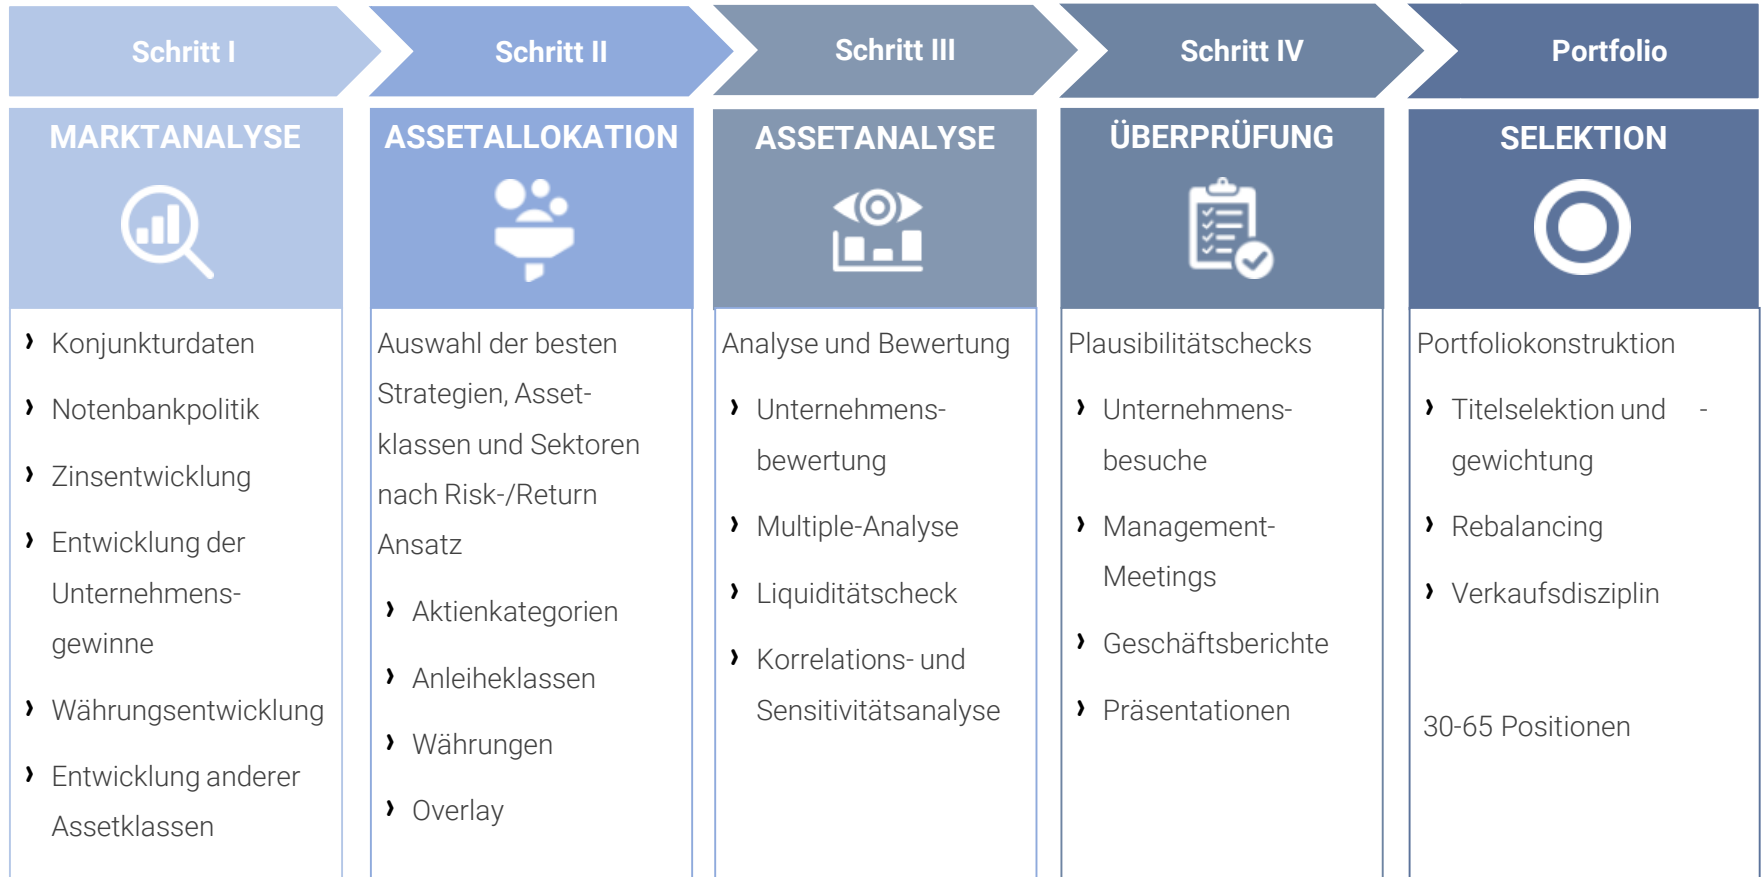 Schritt I
Schritt II
Schritt III
Schritt IV
Portfolio
MARKTANALYSE
Konjunkturdaten
Notenbankpolitik
Zinsentwicklung
Entwicklung der
Unternehmens-
gewinne
Währungsentwicklung
Entwicklung anderer
Assetklassen
ASSETALLOKATION
Auswahl der besten
Strategien, Asset-
klassen und Sektoren
nach Risk-/Return
Ansatz
Aktienkategorien
Anleiheklassen
Währungen
Overlay
ASSETANALYSE
Analyse und Bewertung
Unternehmens-
bewertung
Multiple-Analyse
Liquiditätscheck
Korrelations- und
Sensitivitätsanalyse
ÜBERPRÜFUNG
Plausibilitätschecks
Unternehmens-
besuche
Management-
Meetings
Geschäftsberichte
Präsentationen
SELEKTION
Portfoliokonstruktion
Titelselektion und -
gewichtung
Rebalancing
Verkaufsdisziplin
30-65 Positionen